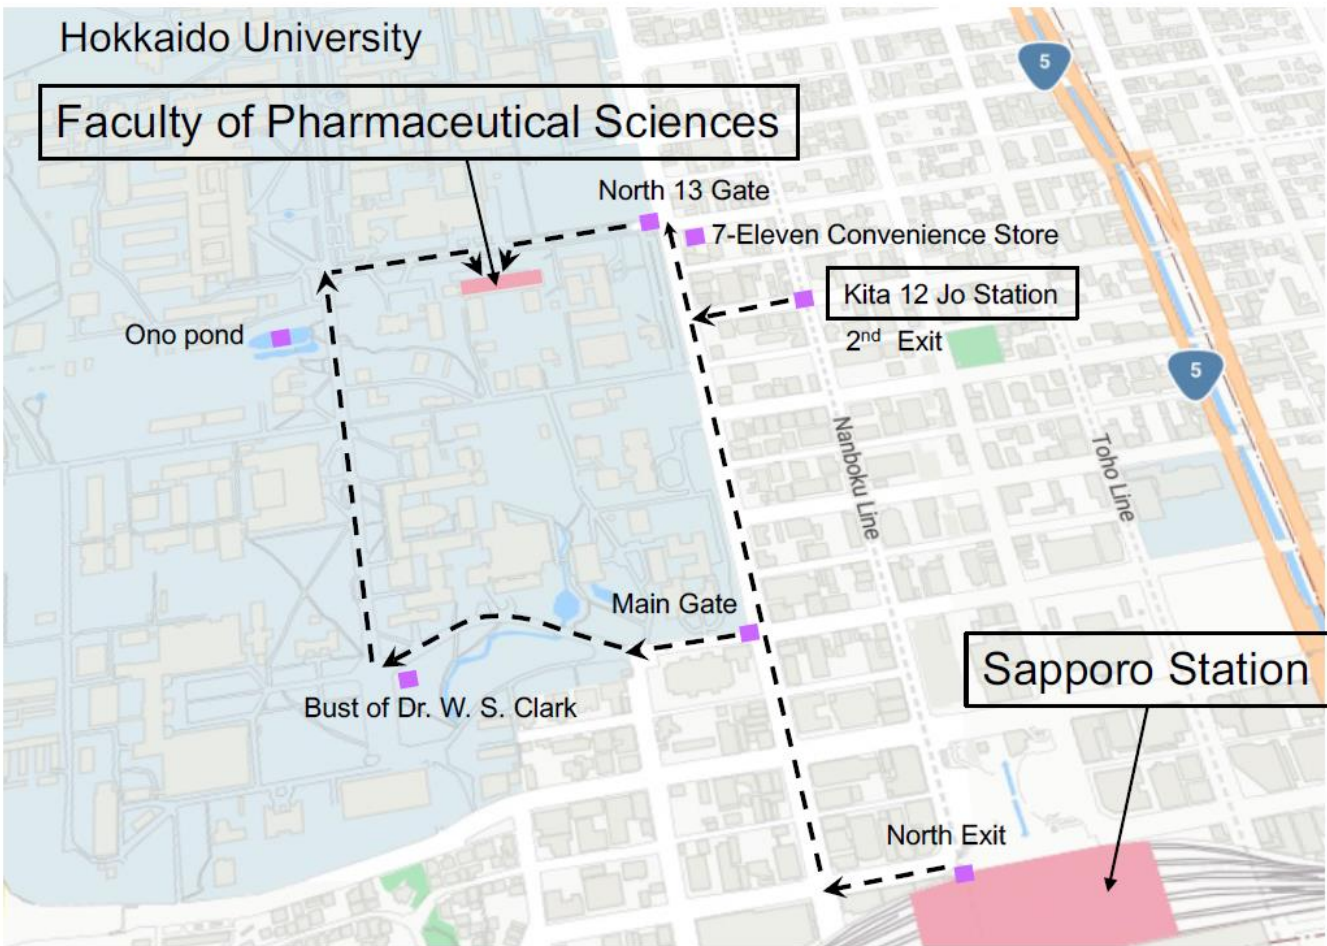 Hokkaido University
5
Faculty of Pharmaceutical Sciences
North 13 Gate
7-Eleven Convenience Store
Kita 12 Jo Station
Ono pond
2nd Exit
5
Nanboku Line
Toho Line
Main Gate
Sapporo Station
Bust of Dr. W. S. Clark
North Exit